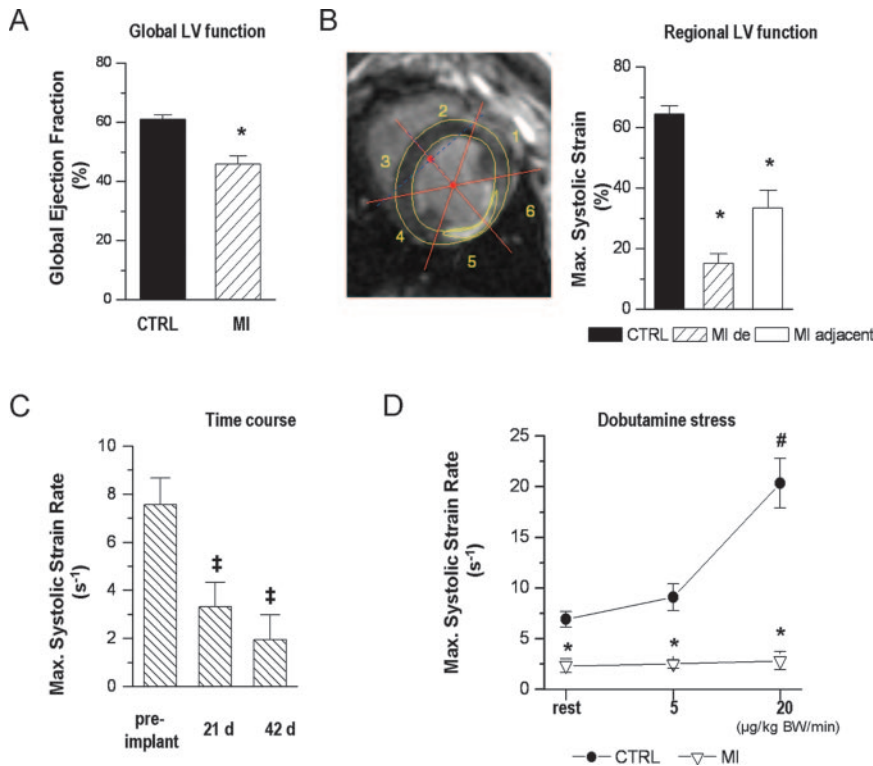 A
Global LV function
80
60
40
20
0
Global Ejection Fraction
(%)
*
CTRL
MI
B
2
1
3
6
4
5
Regional LV function
80
60
40
20
0
Max. Systolic Strain
(%)
*
*
CTRL
MI de
MI adjacent
C
Time course
10
8
6
4
2
0
Max. Systolic Strain Rate
(s⁻¹)
‡
‡
pre-
implant
21 d
42 d
D
Dobutamine stress
25
20
15
10
5
0
Max. Systolic Strain Rate
(s⁻¹)
#
*
*
*
rest
5
20
(µg/kg BW/min)
CTRL
MI